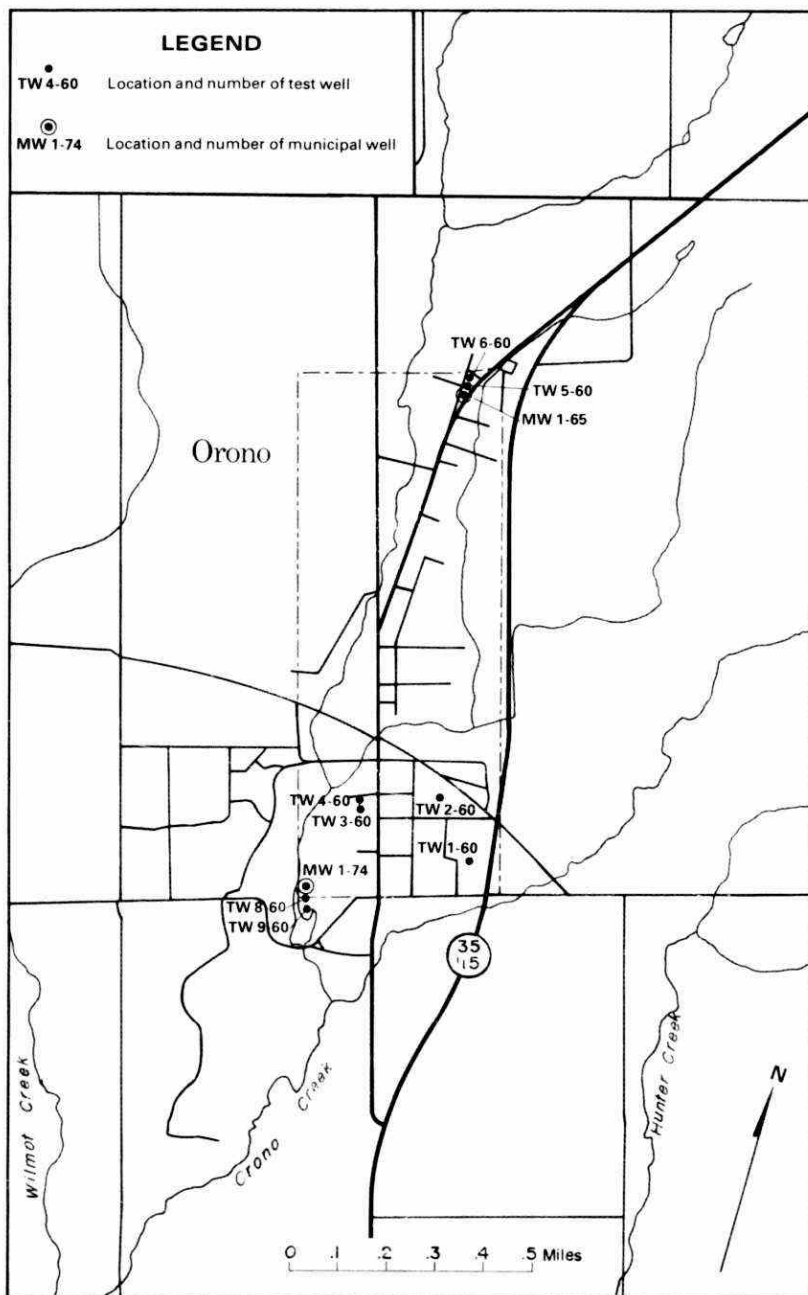 LEGEND
TW 4-60 Location and number of test well
MW 1-74 Location and number of municipal well
TW 6-60
TW 5-60
MW 1-65
Orono
TW 4-60
TW 3-60
TW 2-60
TW 1-60
MW 1-74
TW 8-60
TW 9-60
35
115
Wilmot Creek
Orono Creek
Hunter Creek
N
0 .1 .2 .3 .4 .5 Miles